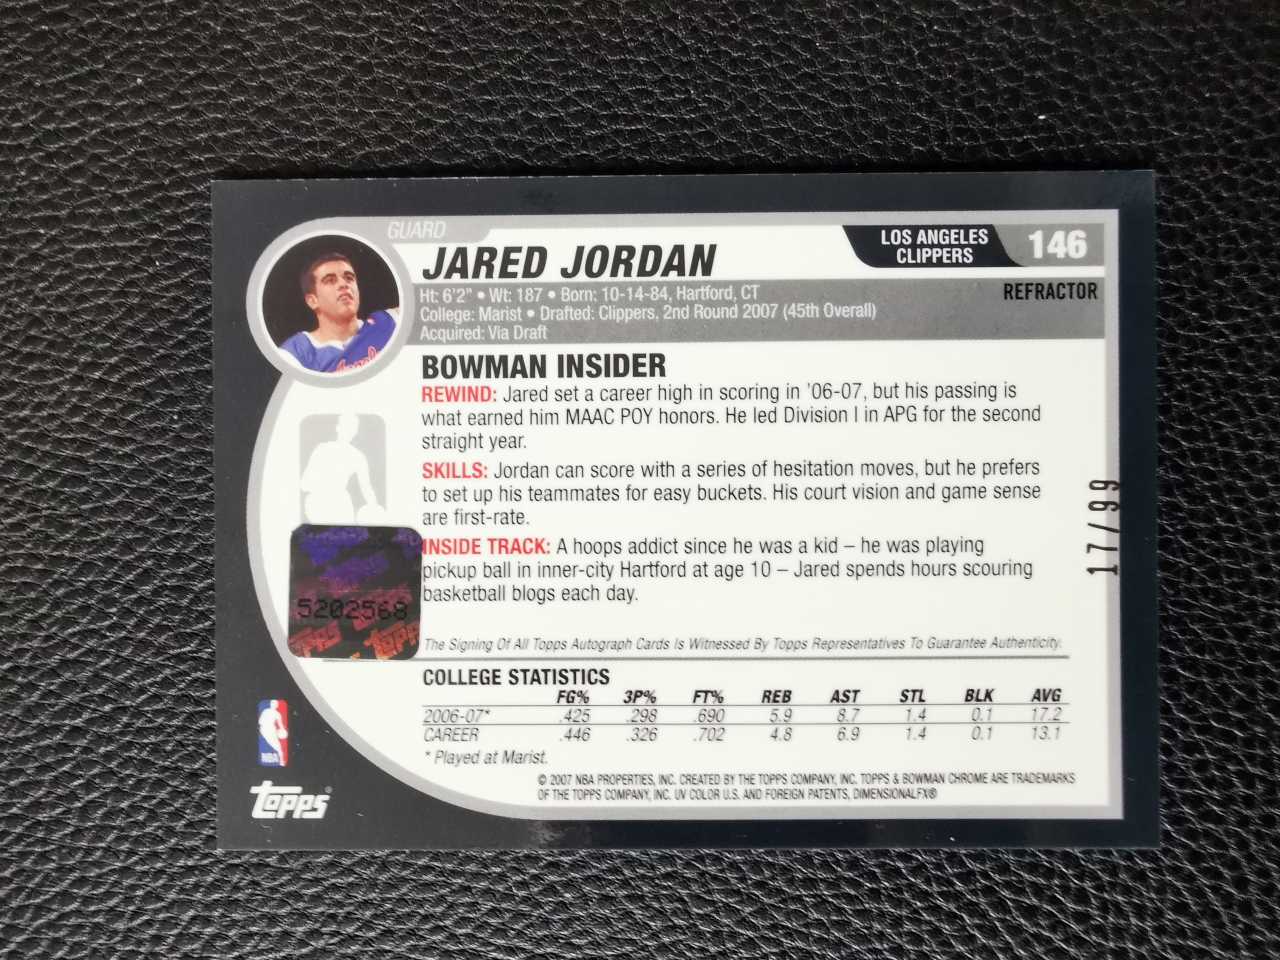 GUARD
JARED JORDAN
LOS ANGELES
CLIPPERS
146
REFRACTOR
Ht: 6'2" • Wt: 187 • Born: 10-14-84, Hartford, CT
College: Marist • Drafted: Clippers, 2nd Round 2007 (45th Overall)
Acquired: Via Draft
BOWMAN INSIDER
REWIND: Jared set a career high in scoring in '06-07, but his passing is
what earned him MAAC POY honors. He led Division I in APG for the second
straight year.
SKILLS: Jordan can score with a series of hesitation moves, but he prefers
to set up his teammates for easy buckets. His court vision and game sense
are first-rate.
INSIDE TRACK: A hoops addict since he was a kid – he was playing
pickup ball in inner-city Hartford at age 10 – Jared spends hours scouring
basketball blogs each day.
17/99
5202568
TOPPS
The Signing Of All Topps Autograph Cards Is Witnessed By Topps Representatives To Guarantee Authenticity.
COLLEGE STATISTICS
FG% 3P% FT% REB AST STL BLK AVG
2006-07* .425 .298 .690 5.9 8.7 1.4 0.1 17.2
CAREER .446 .326 .702 4.8 6.9 1.4 0.1 13.1
* Played at Marist.
NBA
Topps
© 2007 NBA PROPERTIES, INC. CREATED BY THE TOPPS COMPANY, INC. TOPPS & BOWMAN CHROME ARE TRADEMARKS
OF THE TOPPS COMPANY, INC. UV COLOR U.S. AND FOREIGN PATENTS, DIMENSIONALFX®